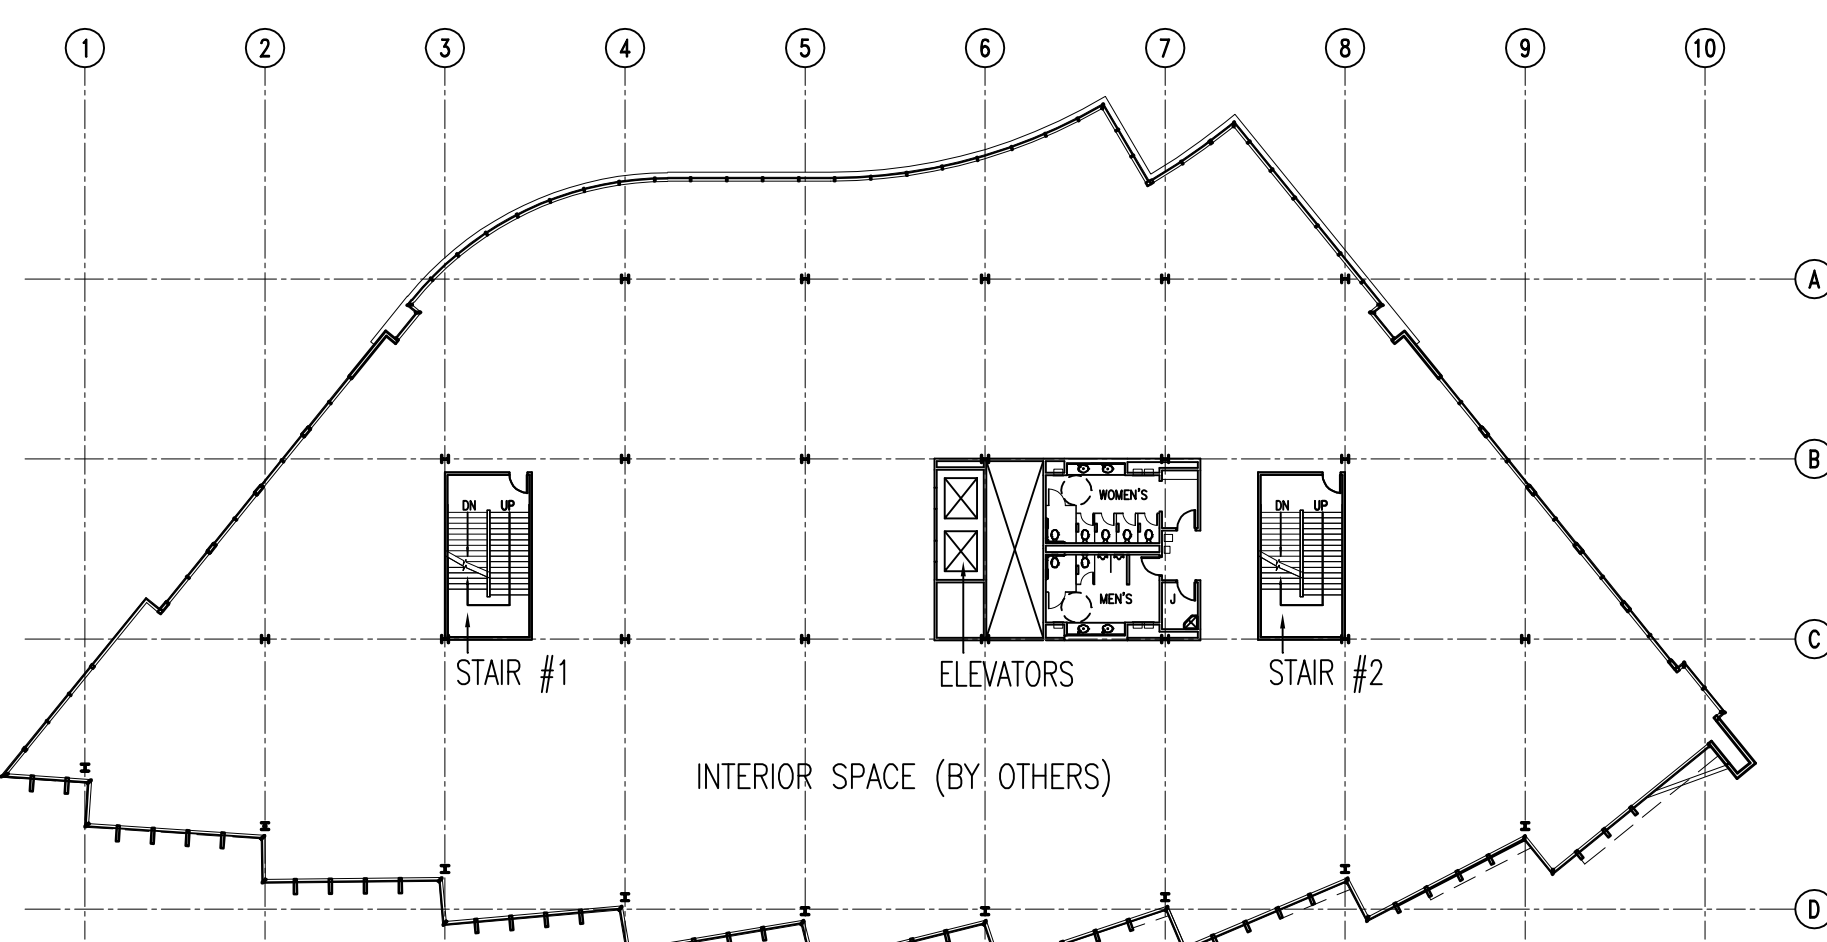 1 2 3 4 5 6 7 8 9 10
A
B
DN UP
WOMEN'S
DN UP
MEN'S
J
C
STAIR #1
ELEVATORS
STAIR #2
INTERIOR SPACE (BY OTHERS)
D